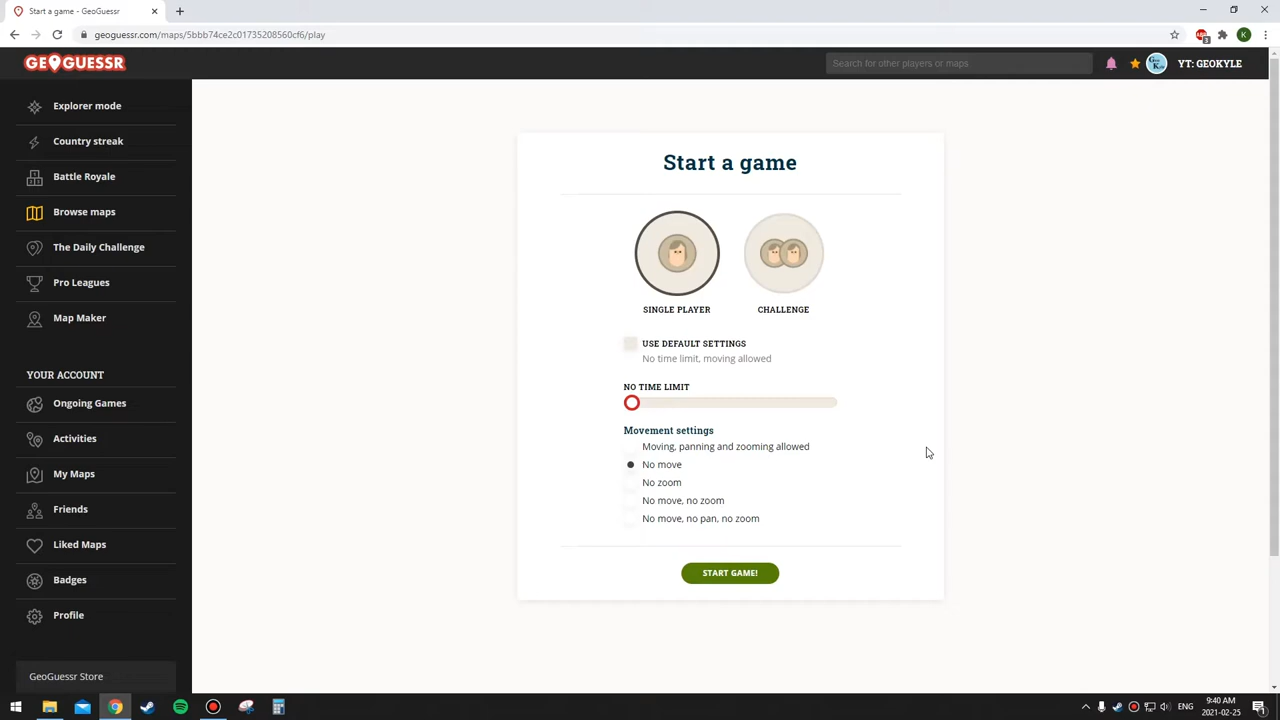 Start a game
geoguessr.com/maps/5bbb74ce2c01735208560cf6/play
3
K
GEOGUESSR
Search for other players or maps
YT: GEOKYLE
Explorer mode
Country streak
Battle Royale
Browse maps
The Daily Challenge
Pro Leagues
Map Maker
YOUR ACCOUNT
Ongoing Games
Activities
My Maps
Friends
Liked Maps
Badges
Profile
GeoGuessr Store
Start a game
SINGLE PLAYER
CHALLENGE
USE DEFAULT SETTINGS
No time limit, moving allowed
NO TIME LIMIT
Movement settings
Moving, panning and zooming allowed
No move
No zoom
No move, no zoom
No move, no pan, no zoom
START GAME!
ENG
9:40 AM
2021-02-25